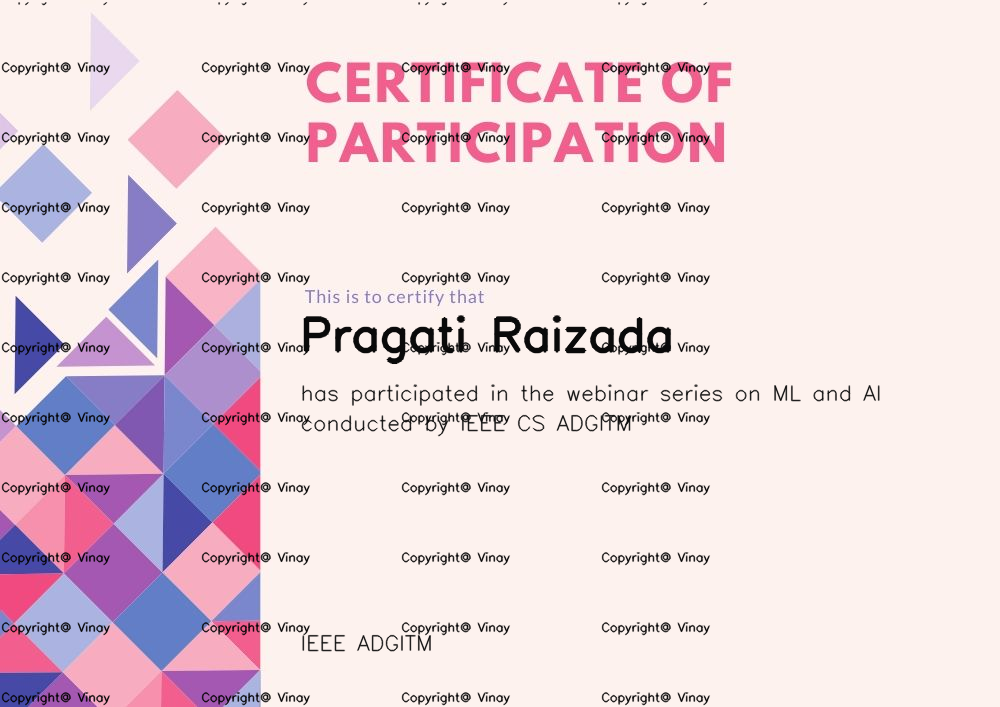 Copyright@ Vinay Copyright@ Vinay Copyright@ Vinay Copyright@ Vinay
CERTIFICATE OF
Copyright@ Vinay Copyright@ Vinay Copyright@ Vinay Copyright@ Vinay
PARTICIPATION
Copyright@ Vinay Copyright@ Vinay Copyright@ Vinay Copyright@ Vinay
Copyright@ Vinay Copyright@ Vinay Copyright@ Vinay Copyright@ Vinay
This is to certify that
Pragati Raizada
Copyright@ Vinay Copyright@ Vinay Copyright@ Vinay Copyright@ Vinay
has participated in the webinar series on ML and AI
Copyright@ Vinay Copyright@ Vinay Copyright@ Vinay Copyright@ Vinay
conducted by IEEE CS ADGITM
Copyright@ Vinay Copyright@ Vinay Copyright@ Vinay Copyright@ Vinay
Copyright@ Vinay Copyright@ Vinay Copyright@ Vinay Copyright@ Vinay
Copyright@ Vinay Copyright@ Vinay Copyright@ Vinay Copyright@ Vinay
IEEE ADGITM
Copyright@ Vinay Copyright@ Vinay Copyright@ Vinay Copyright@ Vinay